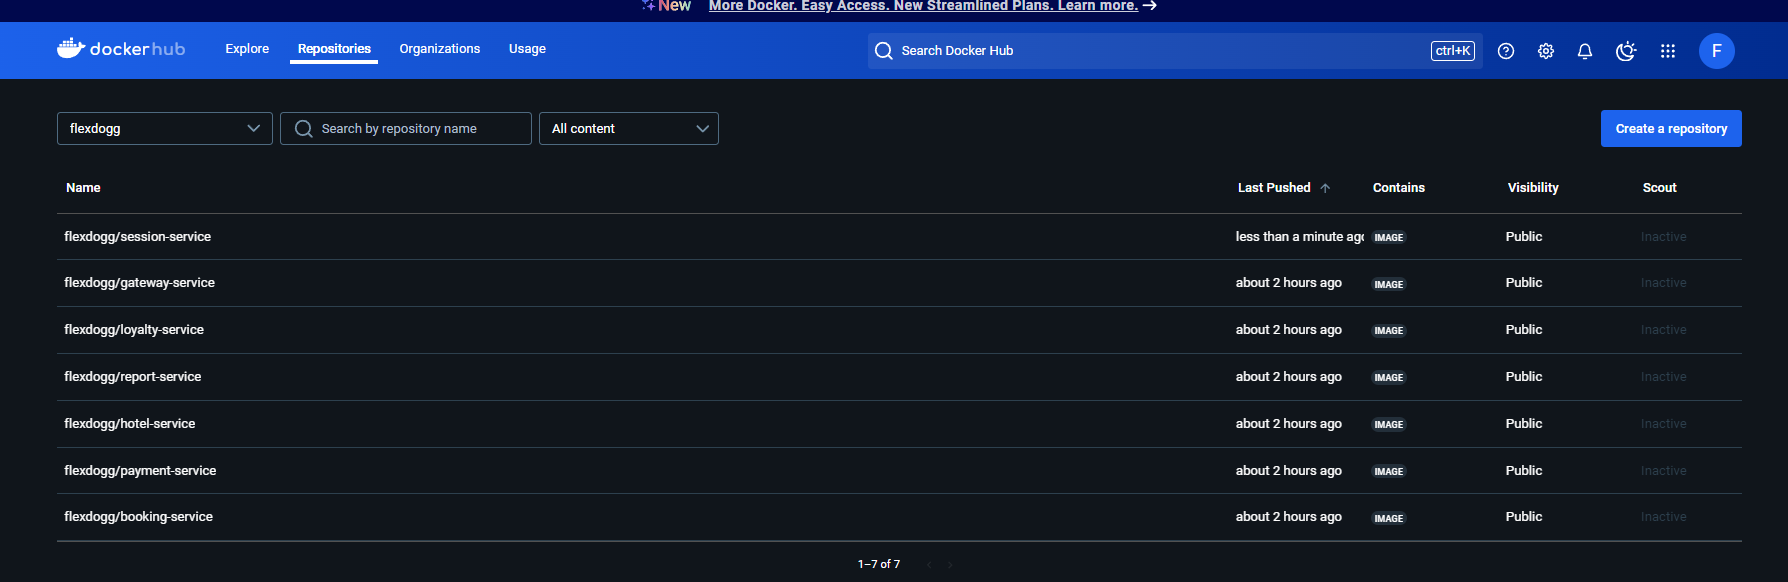 New More Docker. Easy Access. New Streamlined Plans. Learn more.
dockerhub Explore Repositories Organizations Usage Search Docker Hub ctrl+K F
flexdogg Search by repository name All content Create a repository
Name Last Pushed Contains Visibility Scout
flexdogg/session-service less than a minute ago IMAGE Public Inactive
flexdogg/gateway-service about 2 hours ago IMAGE Public Inactive
flexdogg/loyalty-service about 2 hours ago IMAGE Public Inactive
flexdogg/report-service about 2 hours ago IMAGE Public Inactive
flexdogg/hotel-service about 2 hours ago IMAGE Public Inactive
flexdogg/payment-service about 2 hours ago IMAGE Public Inactive
flexdogg/booking-service about 2 hours ago IMAGE Public Inactive
1–7 of 7